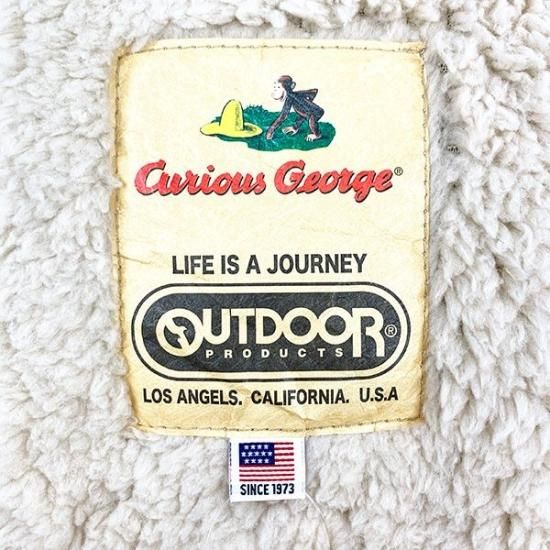 Curious George®
LIFE IS A JOURNEY
OUTDOOR®
PRODUCTS
LOS ANGELS. CALIFORNIA. U.S.A
SINCE 1973